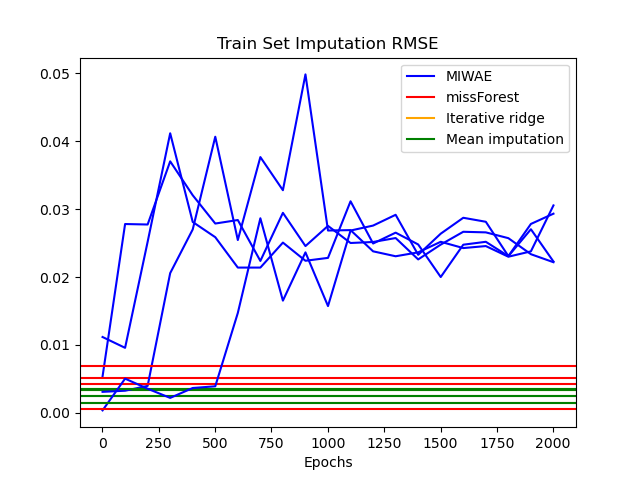 Train Set Imputation RMSE
0.05
0.04
0.03
0.02
0.01
0.00
MIWAE
missForest
Iterative ridge
Mean imputation
0 250 500 750 1000 1250 1500 1750 2000
Epochs